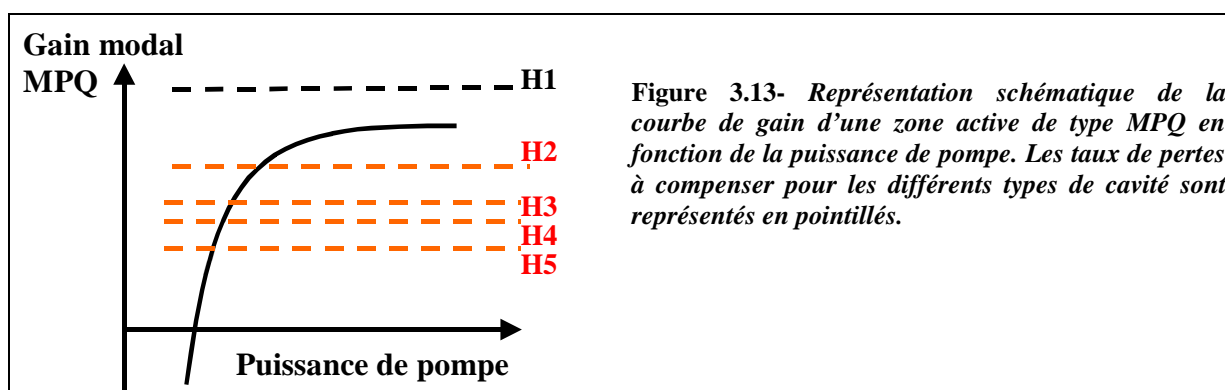 Gain modal
MPQ
H1
H2
H3
H4
H5
Puissance de pompe
Figure 3.13- Représentation schématique de la
courbe de gain d'une zone active de type MPQ en
fonction de la puissance de pompe. Les taux de pertes
à compenser pour les différents types de cavité sont
représentés en pointillés.